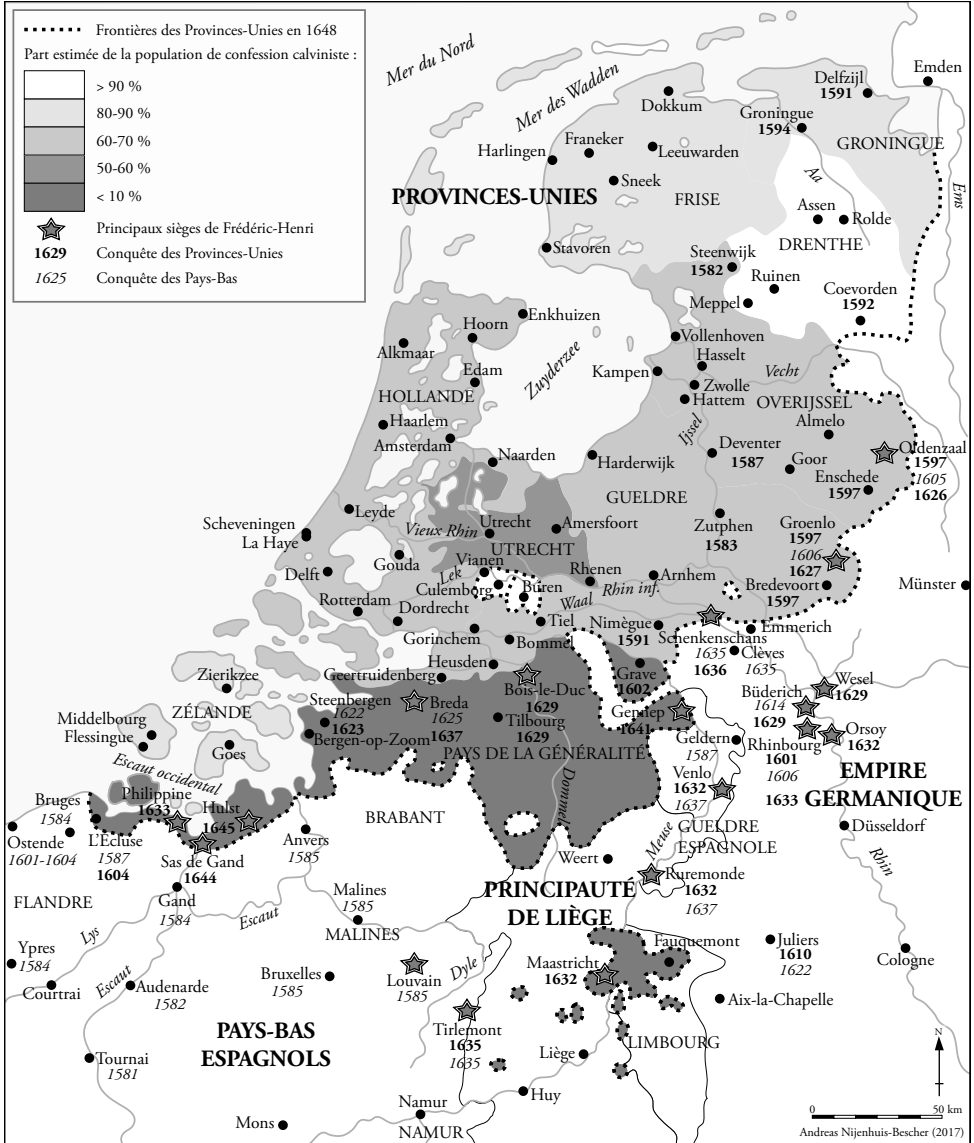 Frontières des Provinces-Unies en 1648
Part estimée de la population de confession calviniste :
> 90 %
80-90 %
60-70 %
50-60 %
< 10 %
Principaux sièges de Frédéric-Henri
1629 Conquête des Provinces-Unies
1625 Conquête des Pays-Bas
Mer du Nord
Mer des Wadden
Emden
Delfzijl
1591
Dokkum
Groningue
1594
GRONINGUE
Franeker
Harlingen
Leeuwarden
Sneek
Aa
Ems
PROVINCES-UNIES
FRISE
Assen
Rolde
DRENTHE
Stavoren
Steenwijk
1582
Ruinen
Meppel
Coevorden
1592
Enkhuizen
Hoorn
Alkmaar
Vollenhoven
Zuyderzee
Hasselt
Edam
Kampen
Vecht
Zwolle
HOLLANDE
Hattem
OVERIJSSEL
Haarlem
Almelo
Amsterdam
Ijssel
Naarden
Harderwijk
Deventer
1587
Goor
Oldenzaal
1597
1605
1626
Enschede
1597
GUELDRE
Leyde
Scheveningen
La Haye
Vieux Rhin
Utrecht
Amersfoort
Zutphen
1583
Groenlo
1597
1606
1627
UTRECHT
Gouda
Vianen
Lek
Delft
Culemborg
Buren
Rhenen
Arnhem
Rhin inf.
Bredevoort
1597
Münster
Rotterdam
Dordrecht
Waal
Tiel
Nimègue
1591
Gorinchem
Bommel
Schenkenschans
1635
1636
Emmerich
Clèves
1635
Heusden
Geertruidenberg
Zierikzee
Grave
1602
Wesel
1629
Bois-le-Duc
1629
Steenbergen
1622
1623
Breda
1625
1637
Büderich
1614
1629
ZÉLANDE
Gennep
1641
Middelbourg
Flessingue
Tilbourg
1629
Orsoy
1632
Bergen-op-Zoom
PAYS DE LA GÉNÉRALITÉ
Geldern
1587
Rhinbourg
1601
1606
1633
Goes
Escaut occidental
Venlo
1632
1637
EMPIRE
GERMANIQUE
Philippine
1633
Hulst
1645
Dommel
Bruges
1584
BRABANT
GUELDRE
ESPAGNOLE
Düsseldorf
Ostende
1601-1604
L'Écluse
1587
1604
Anvers
1585
Sas de Gand
1644
Weert
Meuse
Rhin
Ruremonde
1632
1637
FLANDRE
Gand
1584
Malines
1585
PRINCIPAUTÉ
DE LIÈGE
Escaut
Lys
MALINES
Ypres
1584
Fauquemont
Juliers
1610
1622
Cologne
Maastricht
1632
Dyle
Courtrai
Escaut
Audenarde
1582
Bruxelles
1585
Louvain
1585
Aix-la-Chapelle
PAYS-BAS
ESPAGNOLS
Tirlemont
1635
1635
LIMBOURG
Liège
Tournai
1581
N
Huy
Namur
NAMUR
Mons
0 50 km
Andreas Nijenhuis-Bescher (2017)